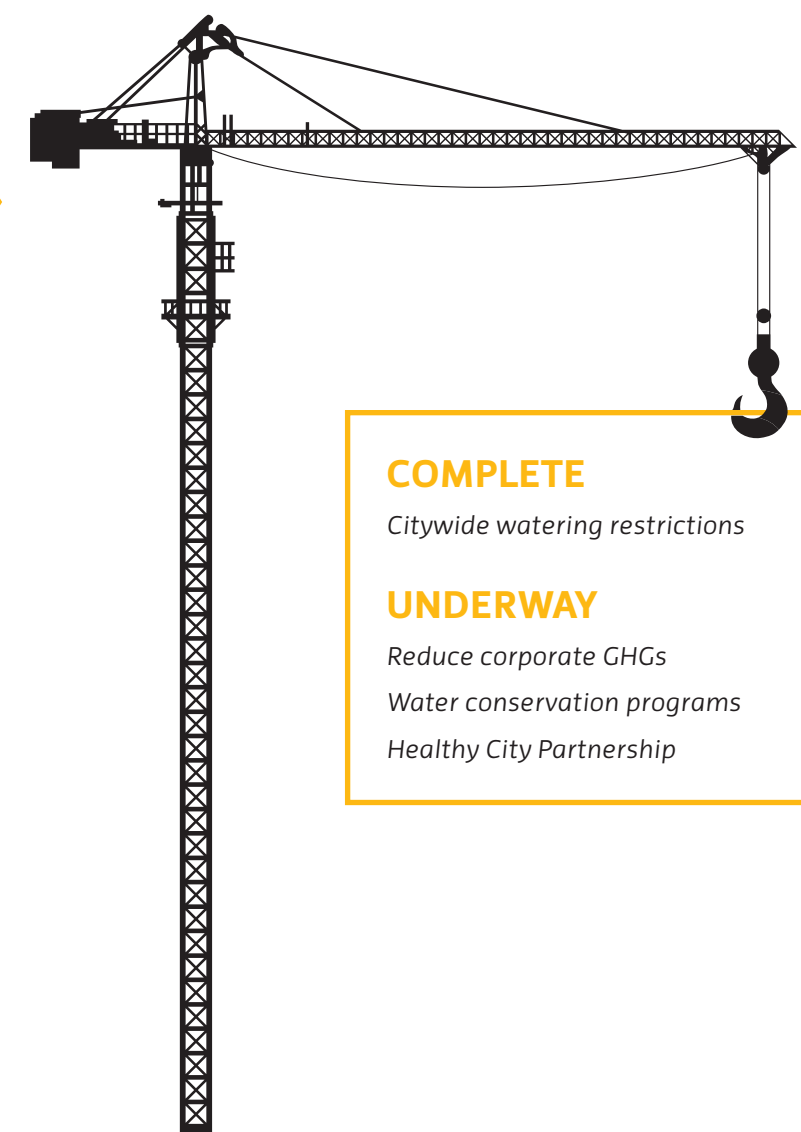 COMPLETE
Citywide watering restrictions
UNDERWAY
Reduce corporate GHGs
Water conservation programs
Healthy City Partnership